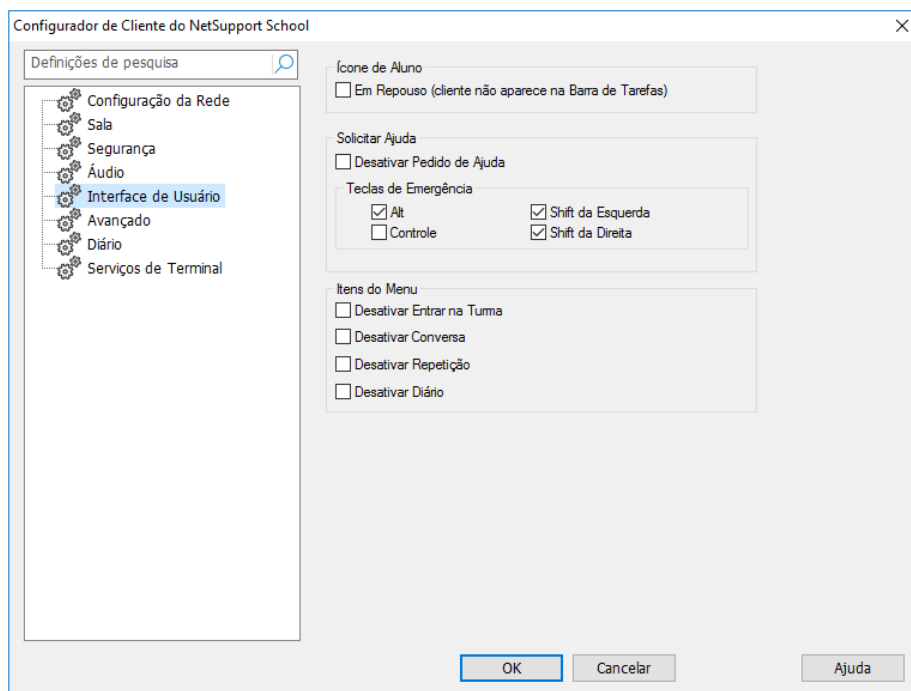 Configurador de Cliente do NetSupport School
Definições de pesquisa
Configuração da Rede
Sala
Segurança
Áudio
Interface de Usuário
Avançado
Diário
Serviços de Terminal
Ícone de Aluno
Em Repouso (cliente não aparece na Barra de Tarefas)
Solicitar Ajuda
Desativar Pedido de Ajuda
Teclas de Emergência
Alt Shift da Esquerda
Controle Shift da Direita
Itens do Menu
Desativar Entrar na Turma
Desativar Conversa
Desativar Repetição
Desativar Diário
OK Cancelar Ajuda